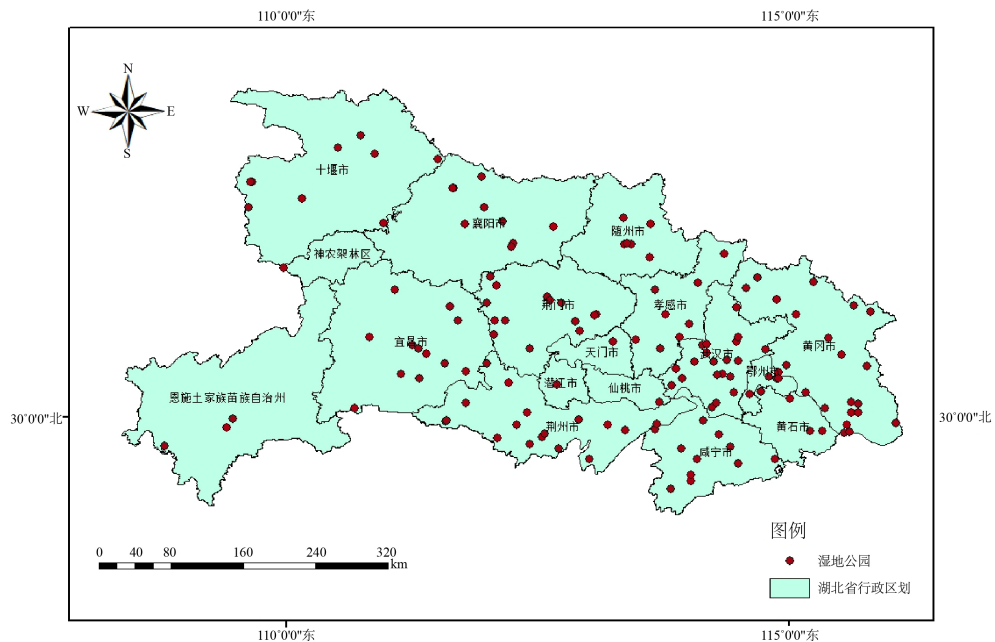 110°0'0"东 115°0'0"东
N
W E
S
十堰市
襄阳市
随州市
神农架林区
荆门市
孝感市
宜昌市
天门市
武汉市
黄冈市
鄂州市
潜江市
仙桃市
恩施土家族苗族自治州
30°0'0"北 30°0'0"北
荆州市
黄石市
咸宁市
图例
湿地公园
湖北省行政区划
0 40 80 160 240 320
km
110°0'0"东 115°0'0"东